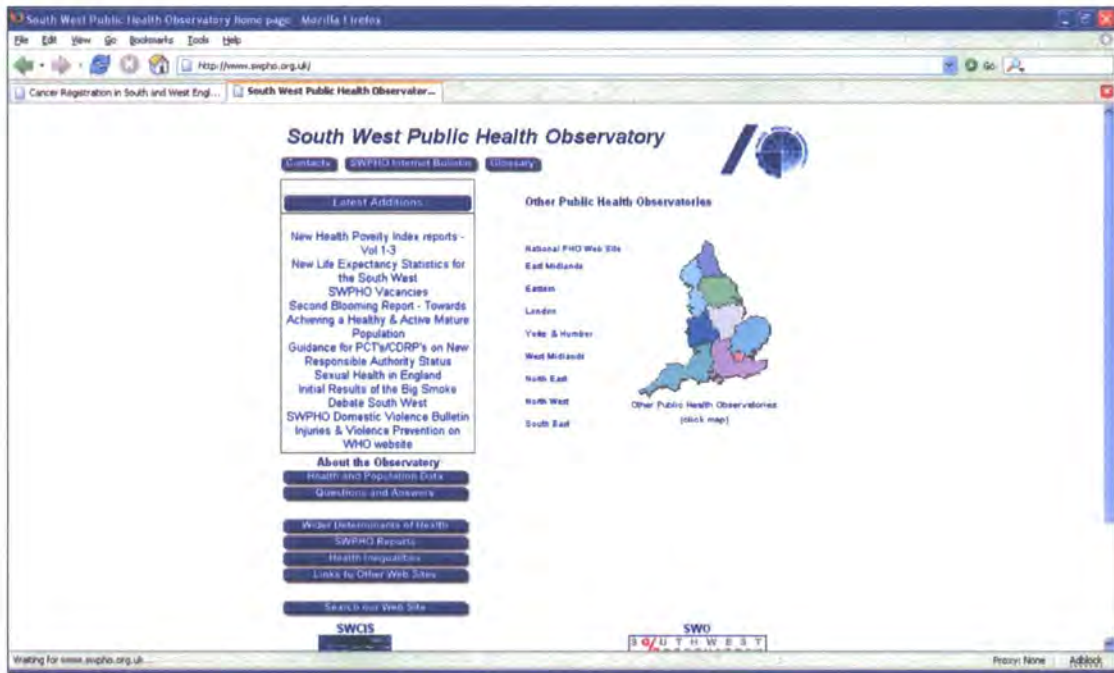 South West Public Health Observatory home page - Mozilla Firefox
File Edit View Go Bookmarks Tools Help
http://www.swpho.org.uk/
Go
Cancer Registration in South and West Engl...
South West Public Health Observator...
South West Public Health Observatory
Contacts
SWPHO Internet Bulletin
Glossary
Latest Additions
New Health Poverty Index reports -
Vol 1-3
New Life Expectancy Statistics for
the South West
SWPHO Vacancies
Second Blooming Report - Towards
Achieving a Healthy & Active Mature
Population
Guidance for PCT's/CDRP's on New
Responsible Authority Status
Sexual Health in England
Initial Results of the Big Smoke
Debate South West
SWPHO Domestic Violence Bulletin
Injuries & Violence Prevention on
WHO website
About the Observatory
Health and Population Data
Questions and Answers
Wider Determinants of Health
SWPHO Reports
Health Inequalities
Links to Other Web Sites
Search our Web Site
SWCIS
Other Public Health Observatories
National PHO Web Site
East Midlands
Eastern
London
Yorks & Humber
West Midlands
North East
North West
South East
Other Public Health Observatories
(click map)
SWO
SOUTH WEST
Waiting for www.swpho.org.uk...
Proxy: None
Adblock